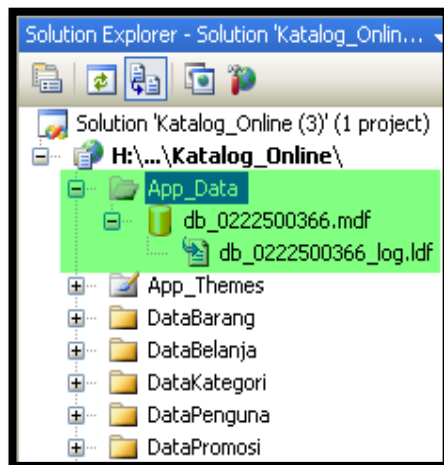 Solution Explorer - Solution 'Katalog_Onlin...
Solution 'Katalog_Online (3)' (1 project)
H:\...\Katalog_Online\
App_Data
db_0222500366.mdf
db_0222500366_log.ldf
App_Themes
DataBarang
DataBelanja
DataKategori
DataPenguna
DataPromosi